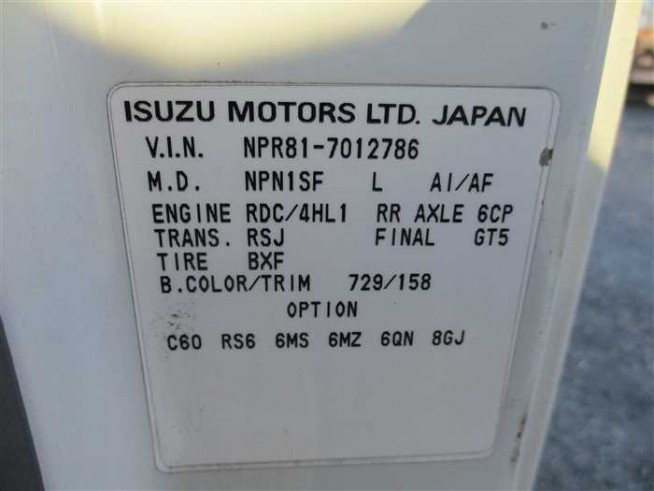 ISUZU MOTORS LTD. JAPAN
V.I.N. NPR81-7012786
M.D. NPN1SF L AI/AF
ENGINE RDC/4HL1 RR AXLE 6CP
TRANS. RSJ FINAL GT5
TIRE BXF
B.COLOR/TRIM 729/158
OPTION
C60 RS6 6MS 6MZ 6QN 8GJ